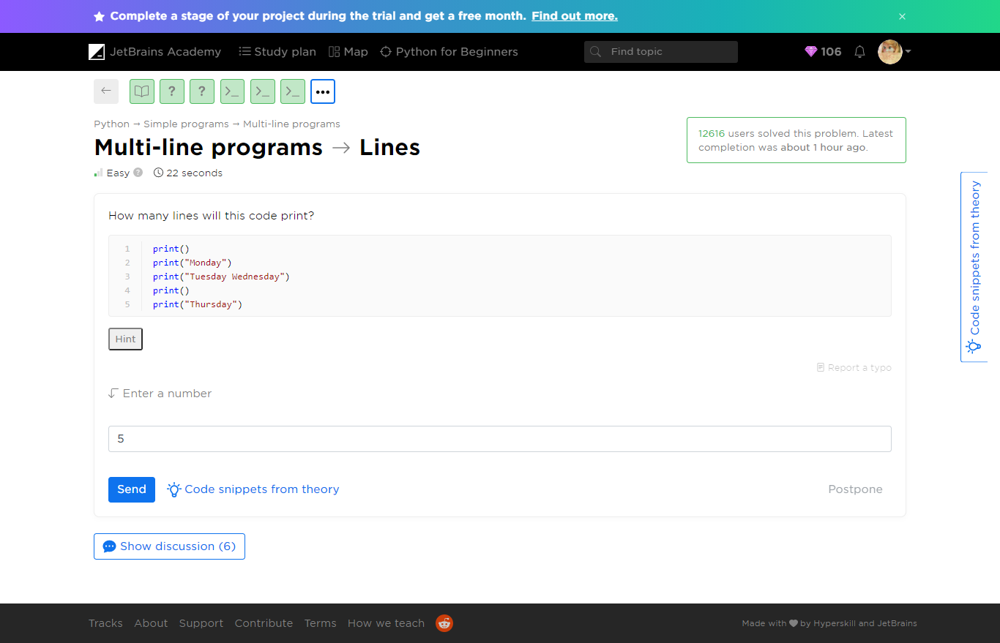 Complete a stage of your project during the trial and get a free month. Find out more. ×
JetBrains Academy Study plan Map Python for Beginners Find topic 106
← ? ? >_ >_ >_ •••
Python → Simple programs → Multi-line programs
Multi-line programs → Lines
Easy ? 22 seconds
12616 users solved this problem. Latest
completion was about 1 hour ago.
Code snippets from theory
How many lines will this code print?
1 print()
2 print("Monday")
3 print("Tuesday Wednesday")
4 print()
5 print("Thursday")
Hint
Report a typo
Enter a number
5
Send Code snippets from theory Postpone
Show discussion (6)
Tracks About Support Contribute Terms How we teach Made with ♥ by Hyperskill and JetBrains